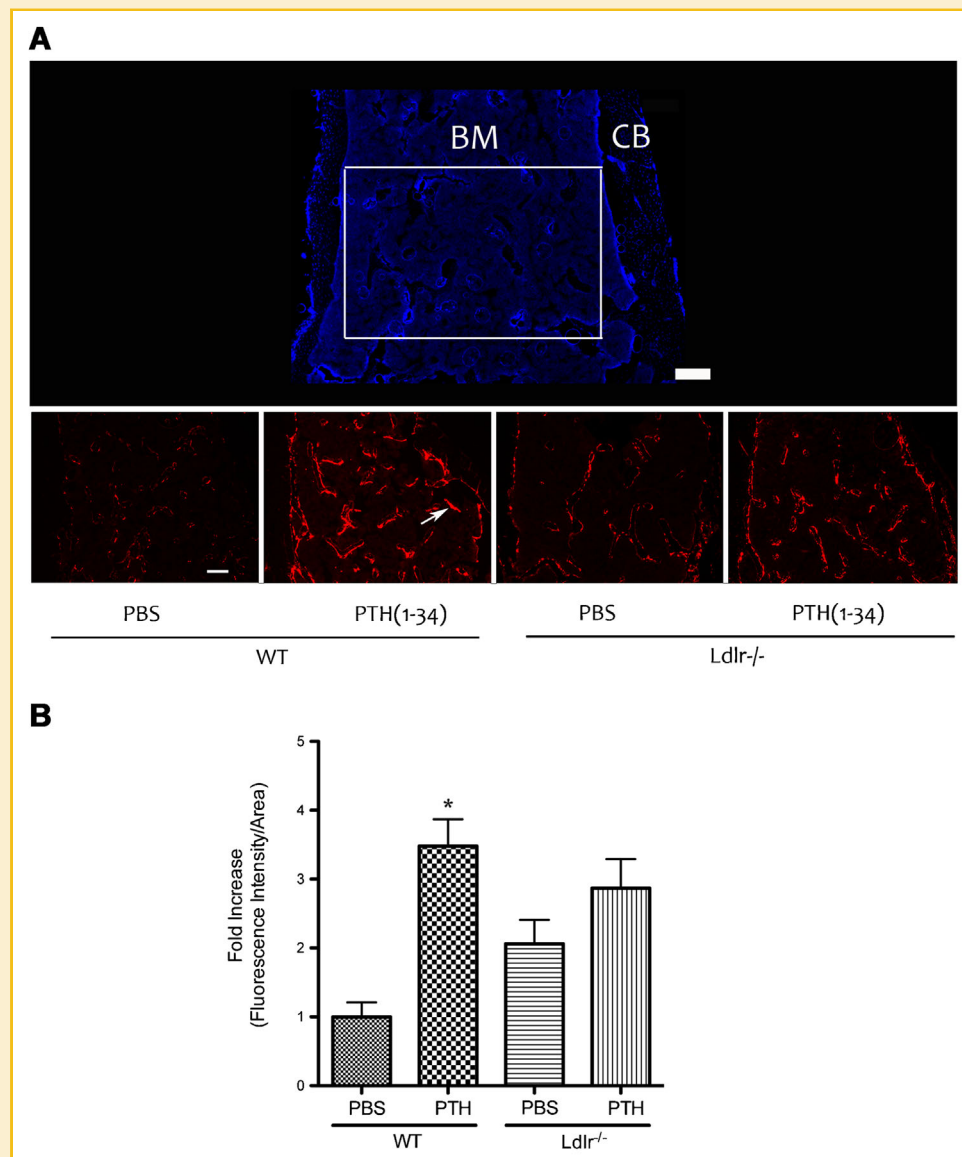 A
BM
CB
PBS
PTH(1-34)
PBS
PTH(1-34)
WT
Ldlr-/-
B
Fold Increase
(Fluorescence Intensity/Area)
5
4
3
2
1
0
*
PBS
PTH
PBS
PTH
WT
Ldlr-/-